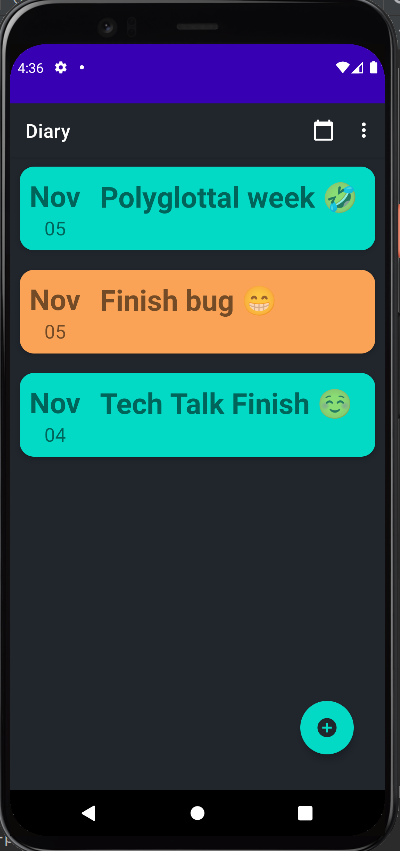 4:36
Diary
Nov Polyglottal week 🤣
05
Nov Finish bug 😁
05
Nov Tech Talk Finish ☺️
04